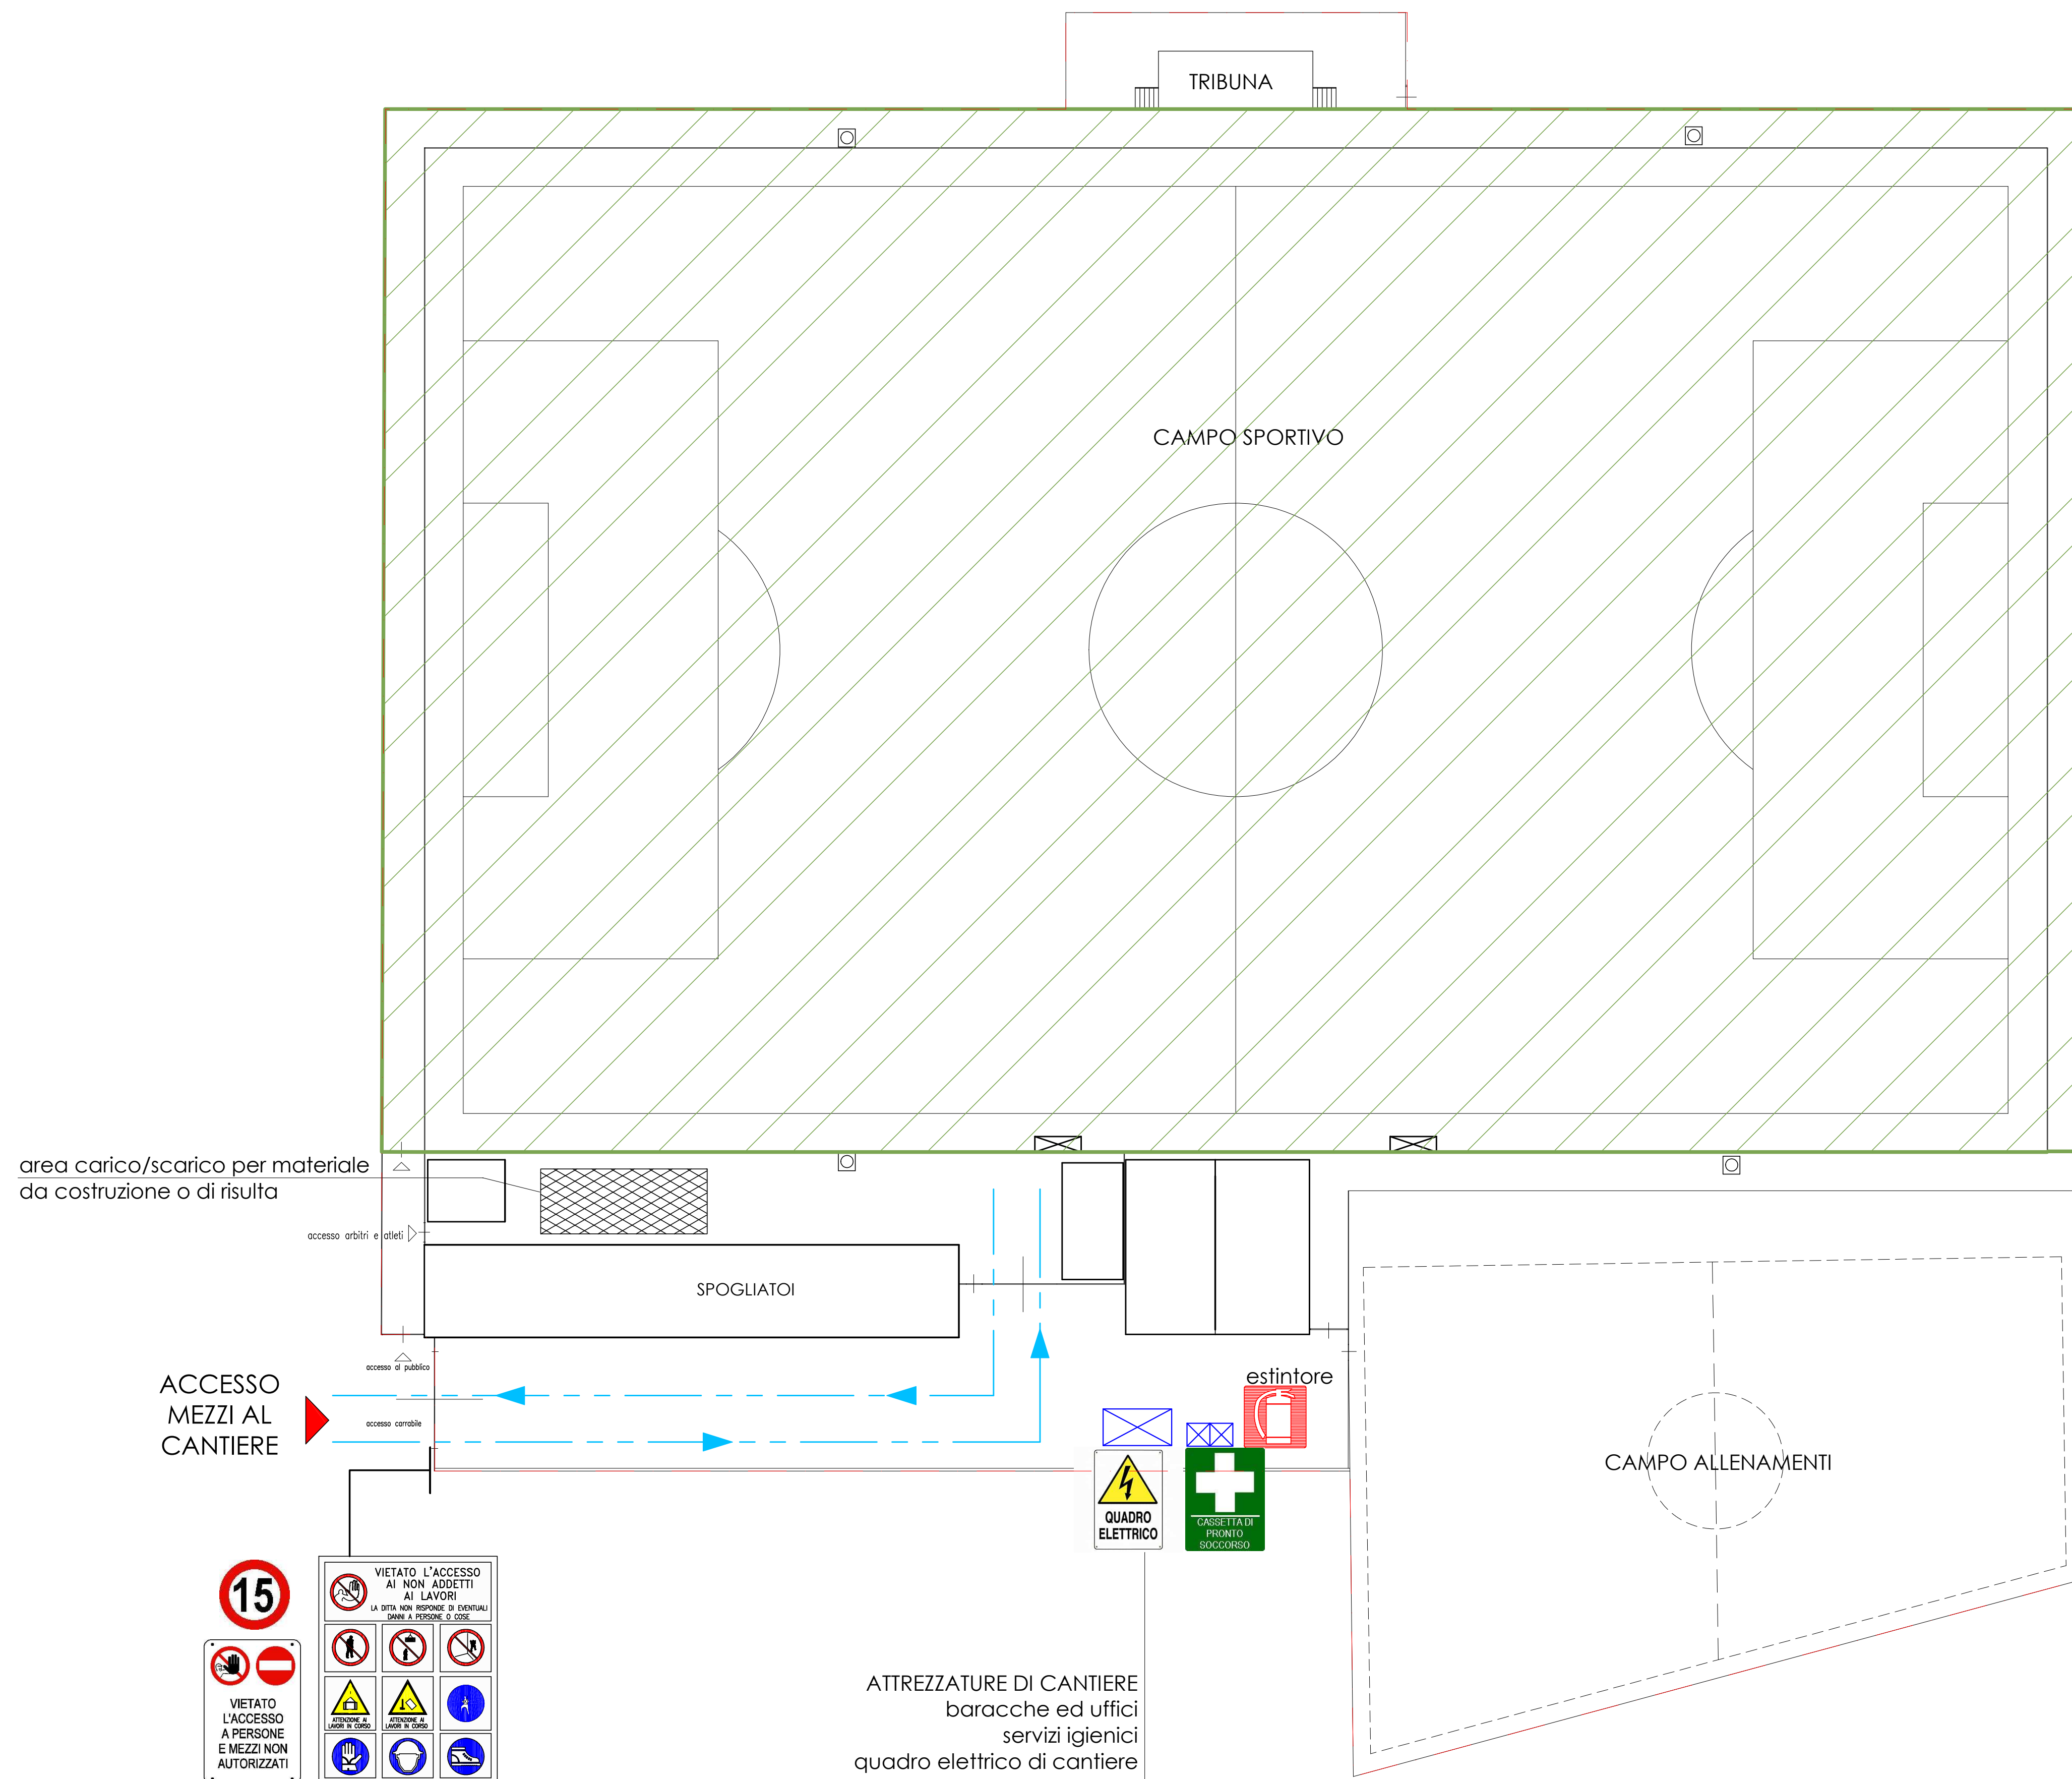 TRIBUNA
CAMPO SPORTIVO
area carico/scarico per materiale
da costruzione o di risulta
accesso arbitri e atleti
SPOGLIATOI
accesso al pubblico
ACCESSO
MEZZI AL
CANTIERE
accesso carrabile
estintore
QUADRO
ELETTRICO
CASSETTA DI
PRONTO
SOCCORSO
CAMPO ALLENAMENTI
15
VIETATO
L'ACCESSO
A PERSONE
E MEZZI NON
AUTORIZZATI
VIETATO L'ACCESSO
AI NON ADDETTI
AI LAVORI
LA DITTA NON RISPONDE DI EVENTUALI
DANNI A PERSONE O COSE
ATTENZIONE AI
LAVORI IN CORSO
ATTENZIONE AI
LAVORI IN CORSO
ATTREZZATURE DI CANTIERE
baracche ed uffici
servizi igienici
quadro elettrico di cantiere